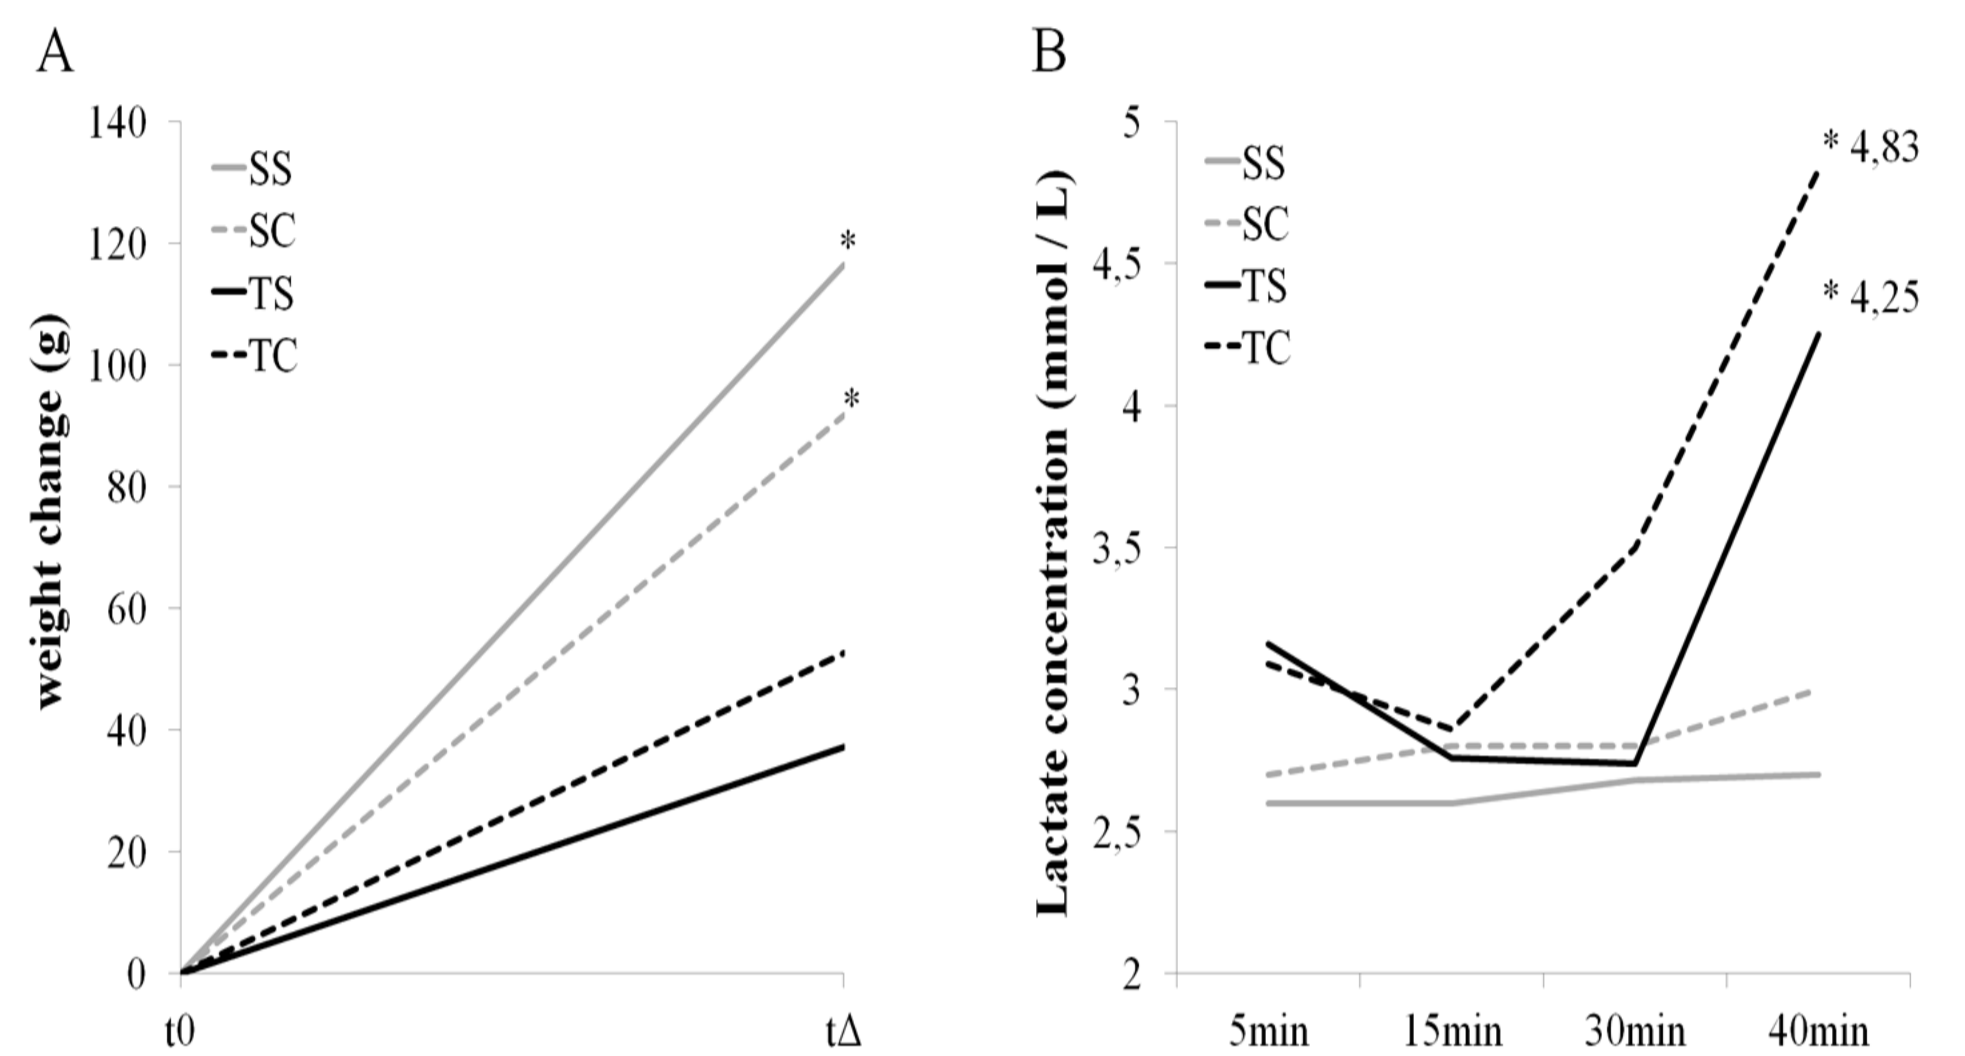 A
weight change (g)
140
120
100
80
60
40
20
0
SS
SC
TS
TC
*
*
t0
tΔ
B
Lactate concentration (mmol / L)
5
4,5
4
3,5
3
2,5
2
SS
SC
TS
TC
* 4,83
* 4,25
5min
15min
30min
40min